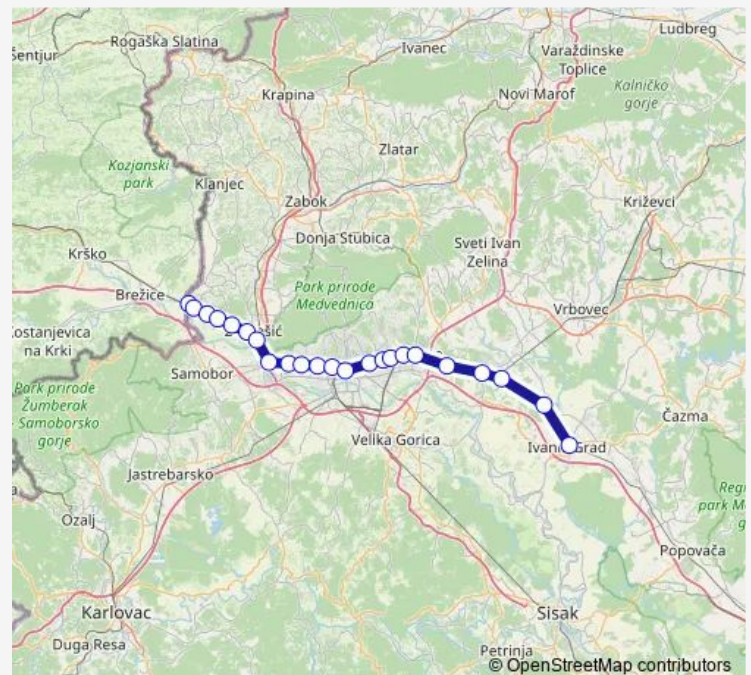 Ludbreg
Šentjur
Rogaška Slatina
Ivanec
Varaždinske
Toplice
Krapina
Novi Marof
Kalničko
gorje
Zlatar
Kozjanski
park
Klanjec
Zabok
Križevci
Donja Stubica
Sveti Ivan
Zelina
Krško
Brežice
Park prirode
Medvednica
Vrbovec
Kostanjevica
na Krki
Samobor
Park prirode
Žumberak
Samoborsko
gorje
Čazma
Velika Gorica
Jastrebarsko
Ozalj
Popovača
Karlovac
Sisak
Duga Resa
Petrinja
© OpenStreetMap contributors